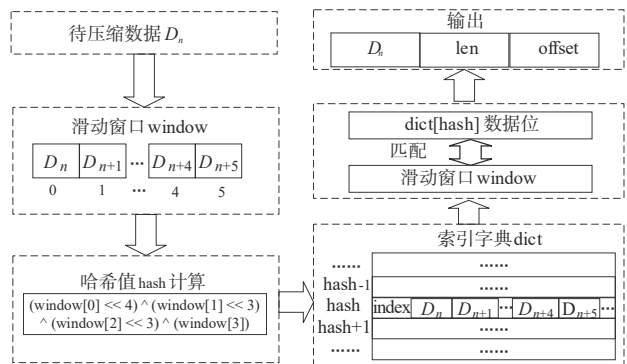 待压缩数据 Dn
滑动窗口 window
Dn Dn+1 ··· Dn+4 Dn+5
0 1 ··· 4 5
哈希值 hash 计算
(window[0] << 4) ^ (window[1] << 3)
^ (window[2] << 3) ^ (window[3])
输出
Dn len offset
dict[hash] 数据位
匹配
滑动窗口 window
索引字典 dict
······ ······
hash-1 ······
hash index Dn Dn+1 ··· Dn+4 Dn+5 ···
hash+1 ······
······ ······